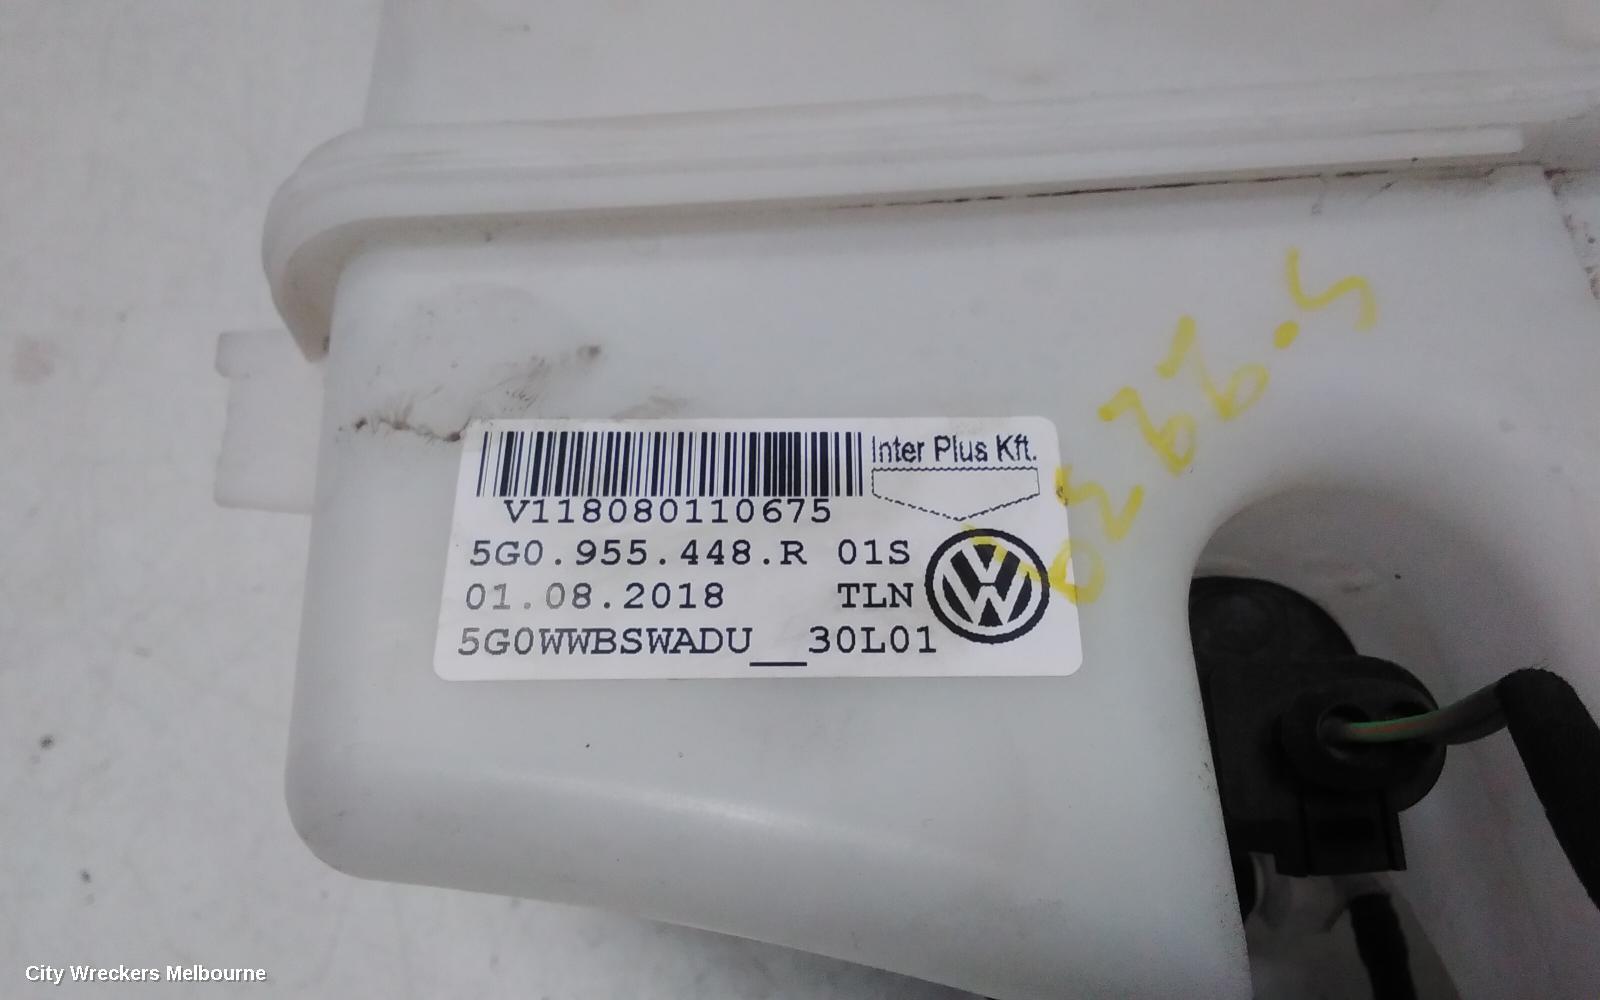 Inter Plus Kft.
V118080110675
5G0.955.448.R 01S
01.08.2018 TLN
5G0WWBSWADU__30L01
City Wreckers Melbourne